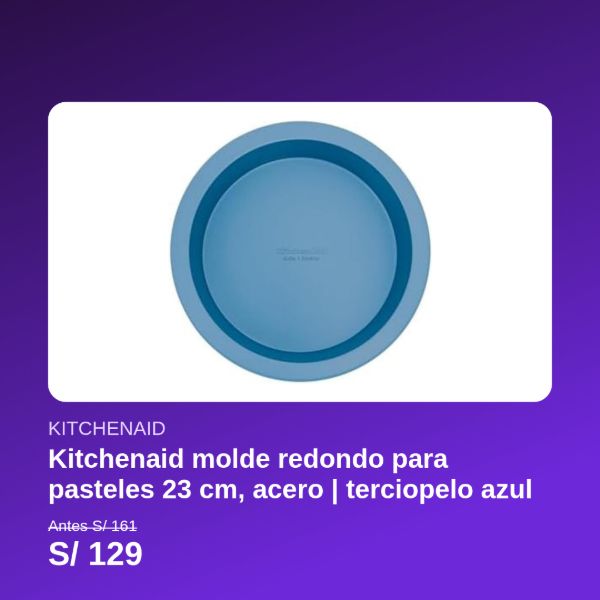 KITCHENAID
Kitchenaid molde redondo para
pasteles 23 cm, acero | terciopelo azul
Antes S/ 161
S/ 129